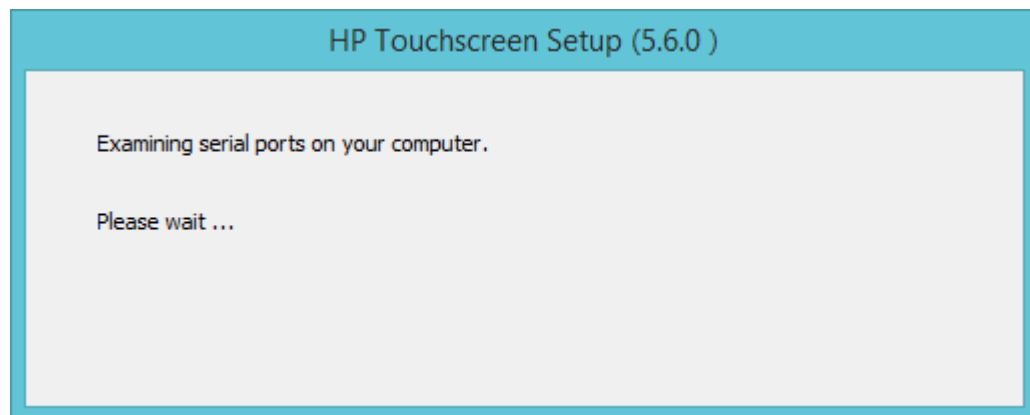 HP Touchscreen Setup (5.6.0 )
Examining serial ports on your computer.
Please wait ...